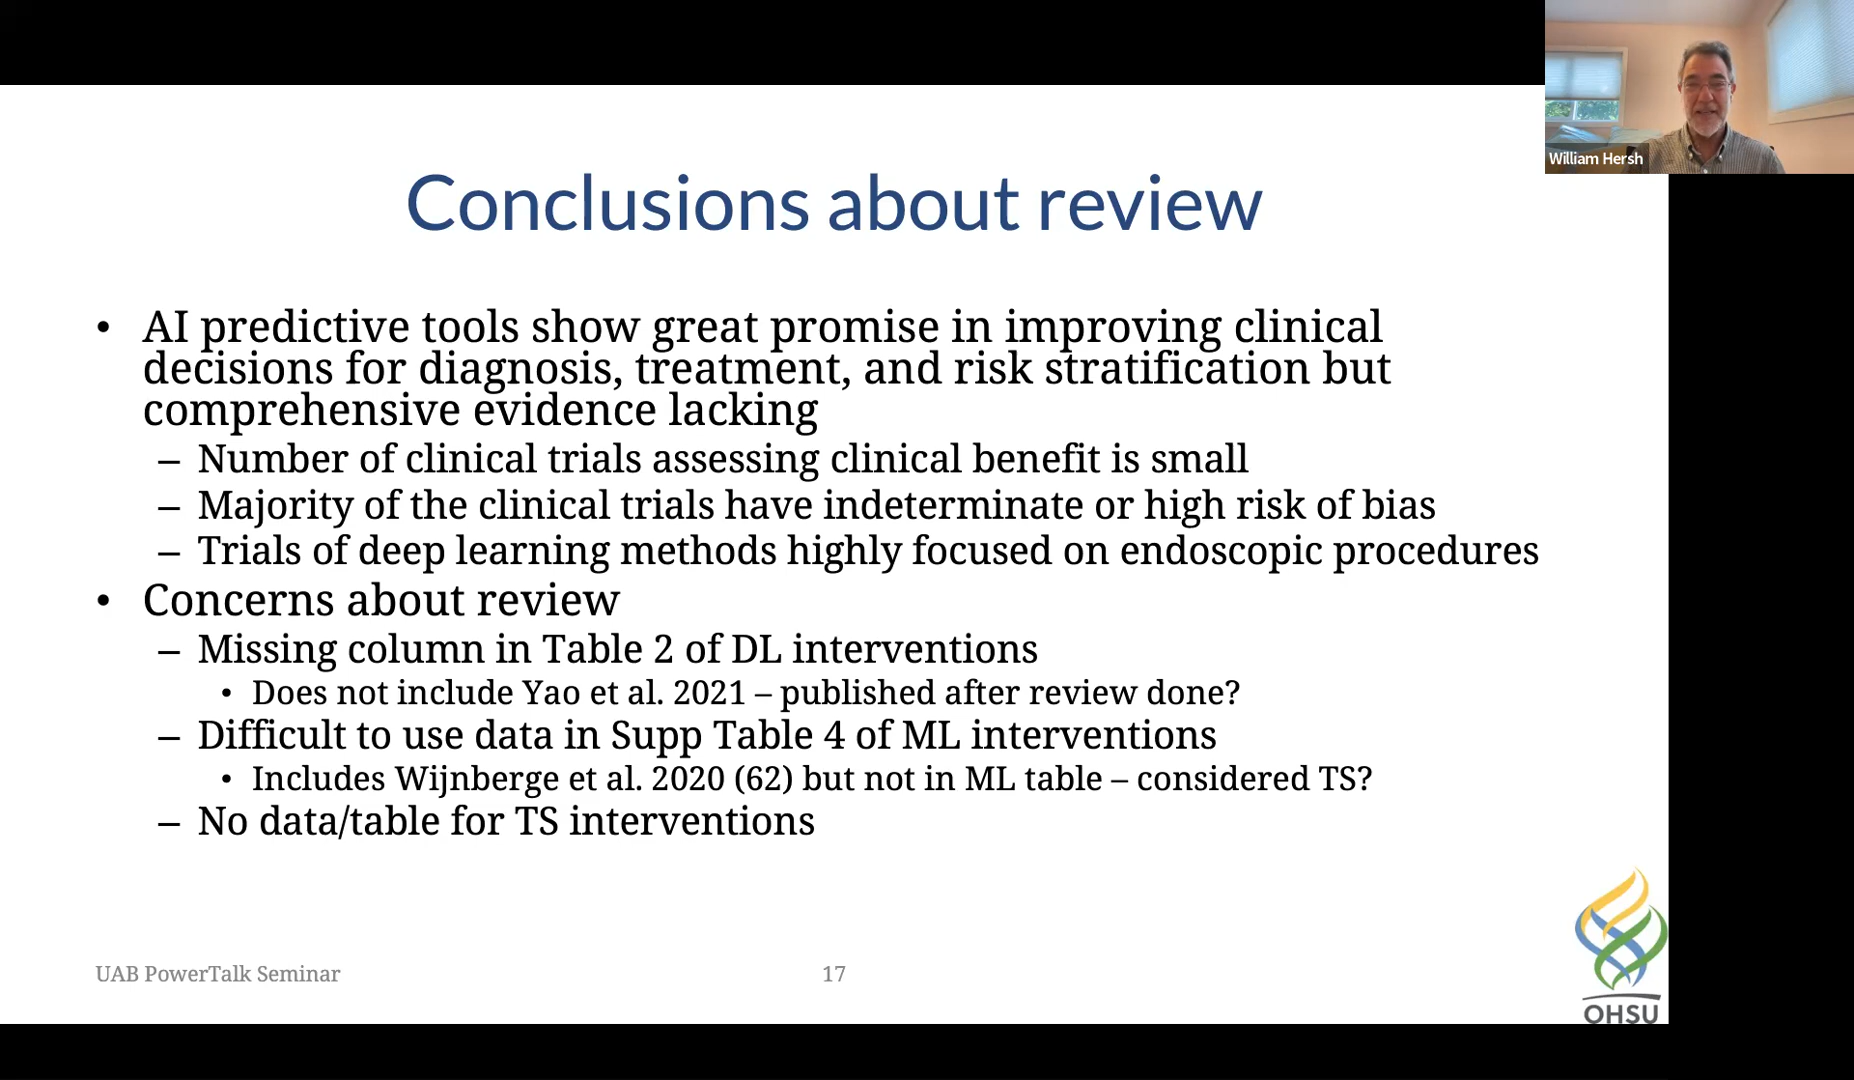 William Hersh
Conclusions about review
• AI predictive tools show great promise in improving clinical
decisions for diagnosis, treatment, and risk stratification but
comprehensive evidence lacking
– Number of clinical trials assessing clinical benefit is small
– Majority of the clinical trials have indeterminate or high risk of bias
– Trials of deep learning methods highly focused on endoscopic procedures
• Concerns about review
– Missing column in Table 2 of DL interventions
• Does not include Yao et al. 2021 – published after review done?
– Difficult to use data in Supp Table 4 of ML interventions
• Includes Wijnberge et al. 2020 (62) but not in ML table – considered TS?
– No data/table for TS interventions
UAB PowerTalk Seminar
17
OHSU